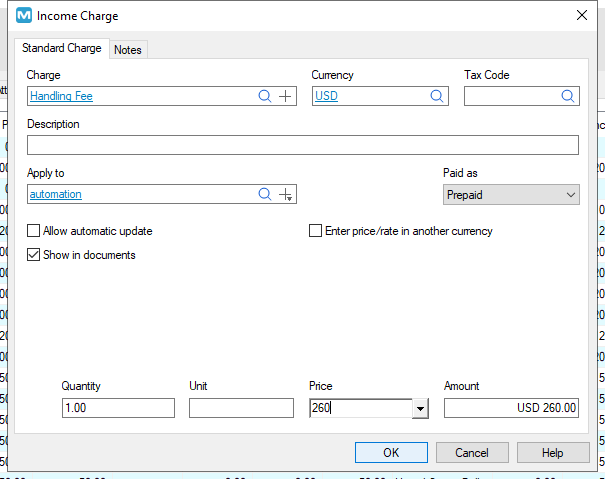 Income Charge
Standard Charge Notes
Charge Currency Tax Code
Handling Fee USD
Description
Apply to Paid as
automation Prepaid
Allow automatic update Enter price/rate in another currency
Show in documents
Quantity Unit Price Amount
1.00 260 USD 260.00
OK Cancel Help